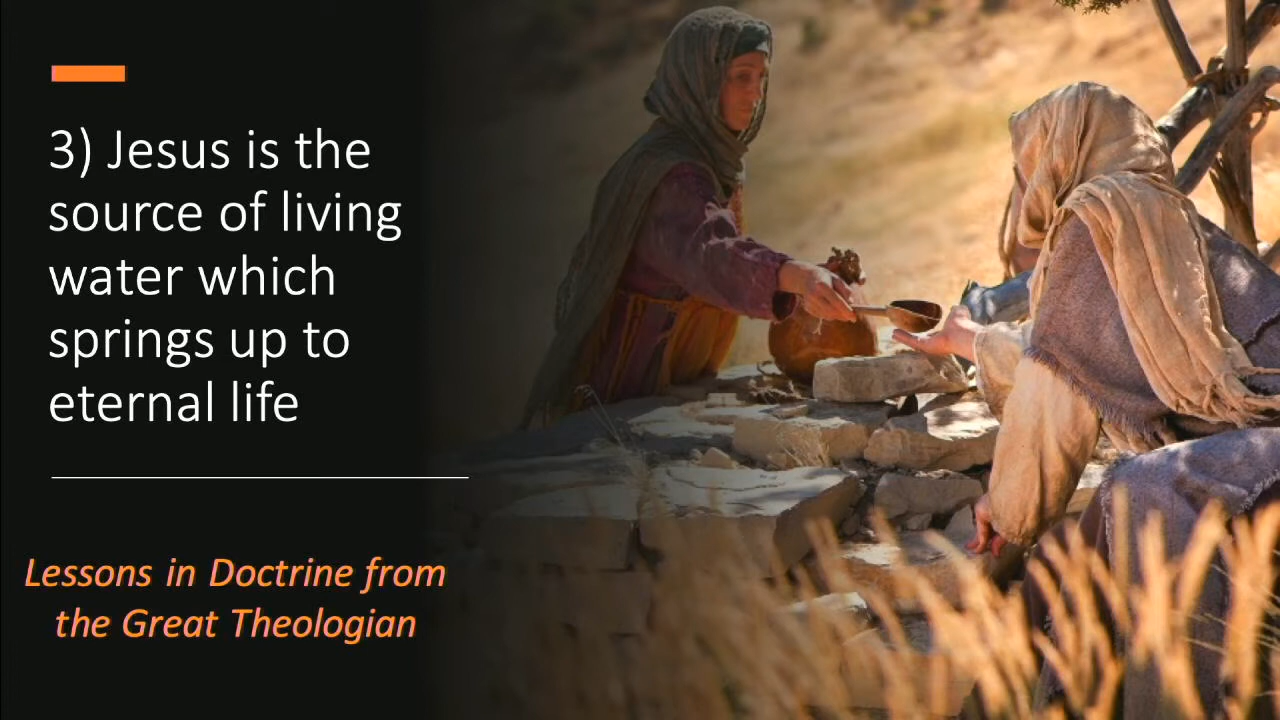 3) Jesus is the
source of living
water which
springs up to
eternal life
Lessons in Doctrine from
the Great Theologian